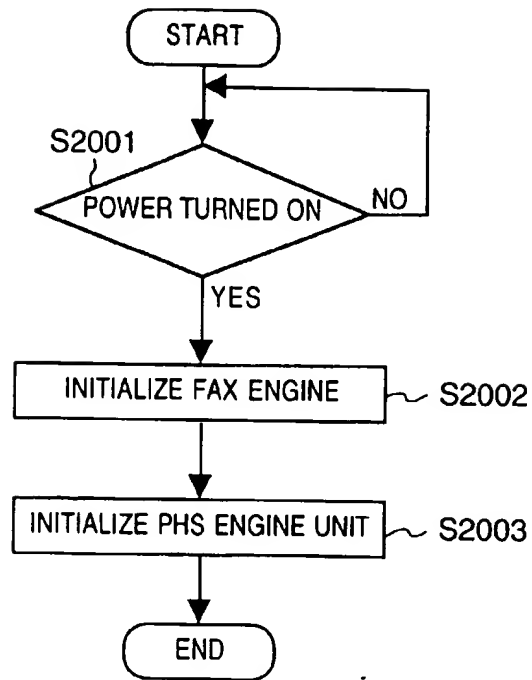 START
S2001
POWER TURNED ON
NO
YES
INITIALIZE FAX ENGINE
S2002
INITIALIZE PHS ENGINE UNIT
S2003
END